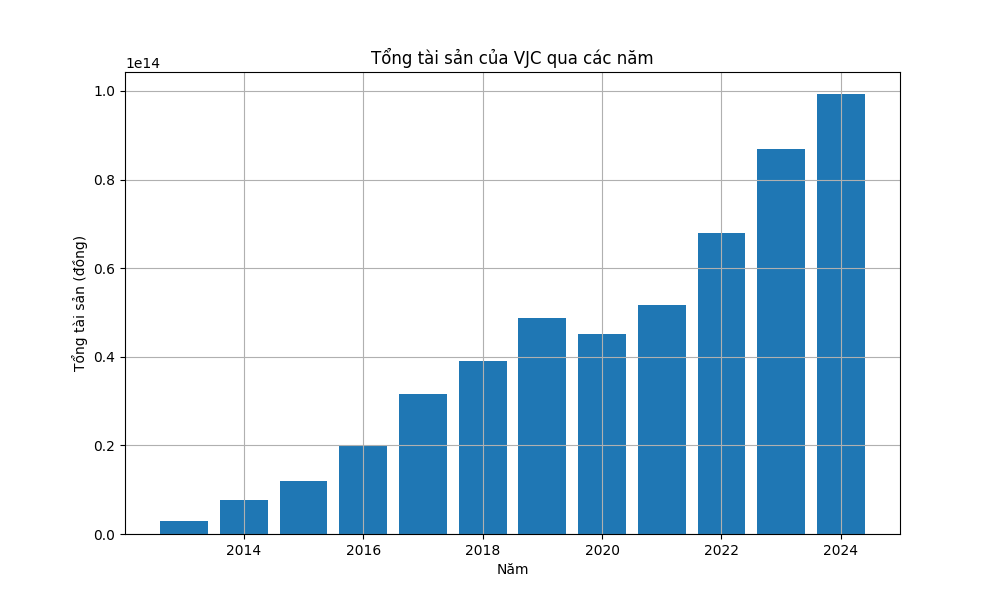 Tổng tài sản của VJC qua các năm
1e14
1.0
0.8
0.6
0.4
0.2
0.0
Tổng tài sản (đồng)
2014 2016 2018 2020 2022 2024
Năm